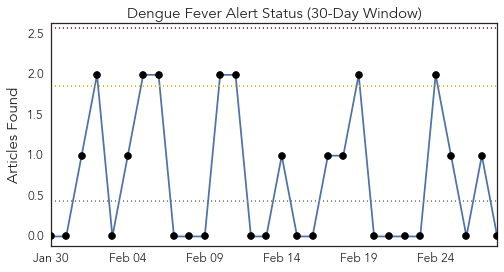 Dengue Fever Alert Status (30-Day Window)
2.5
2.0
1.5
1.0
0.5
0.0
Articles Found
Jan 30 Feb 04 Feb 09 Feb 14 Feb 19 Feb 24